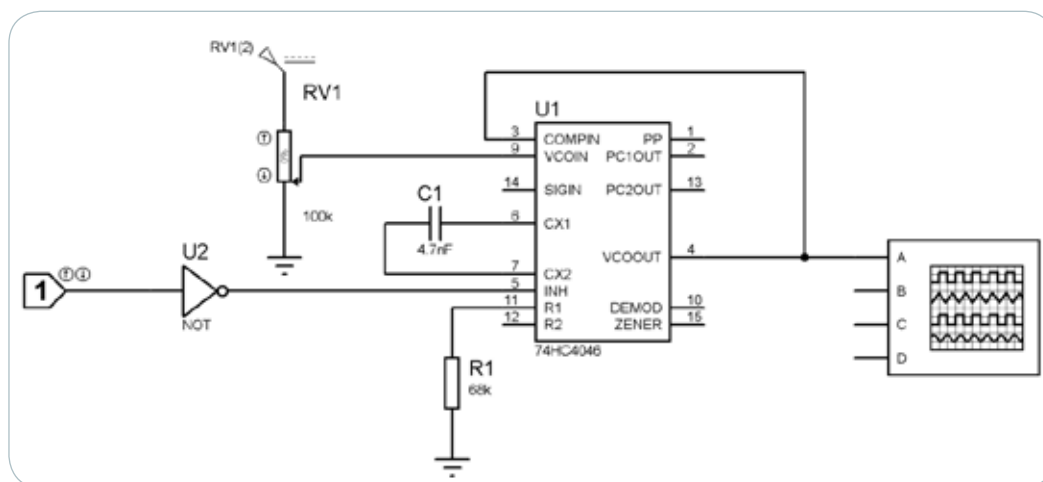 RV1(2)
RV1
100k
U1
3 COMPIN PP 1
9 VCOIN PC1OUT 2
14 SIGIN PC2OUT 13
C1
4.7nF
6 CX1
VCOOUT 4
7 CX2
5 INH
11 R1 DEMOD 10
12 R2 ZENER 15
74HC4046
U2
NOT
1
R1
68k
A
B
C
D